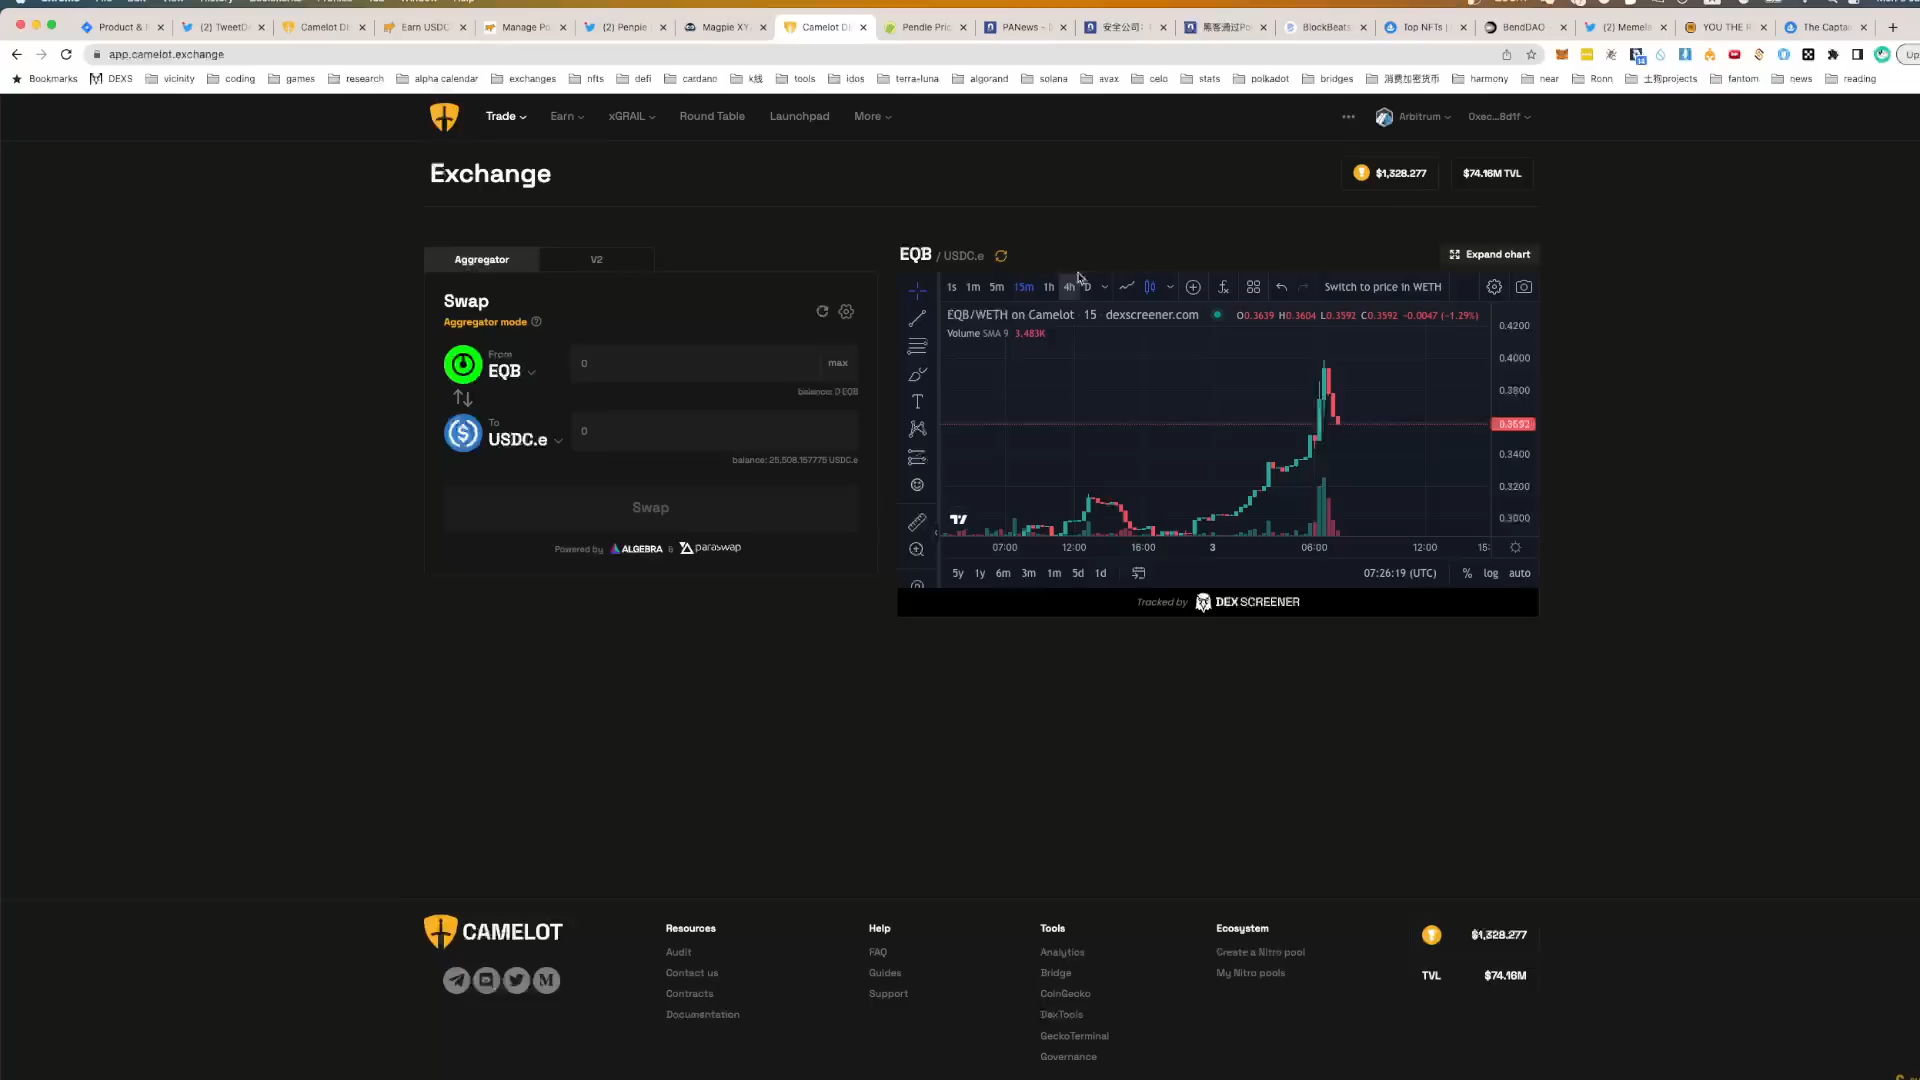 Product & F
(2) TweetD
Camelot DE
Earn USDC
Manage Po
(2) Penpie
Magpie XYZ
Camelot DE
Pendle Pric
PANews - 
安全公司:
黑客通过Po
BlockBeats
Top NFTs |
BendDAO
(2) Memela
YOU THE R
The Captai
app.camelot.exchange
Bookmarks
DEXS
vicinity
coding
games
research
alpha calendar
exchanges
nfts
defi
cardano
k线
tools
idos
terra-luna
algorand
solana
avax
celo
stats
polkadot
bridges
消费加密货币
harmony
near
Ronn
土狗projects
fantom
news
reading
Trade
Earn
xGRAIL
Round Table
Launchpad
More
Arbitrum
0xec...8d1f
Exchange
$1,328.277
$74.16M TVL
Aggregator
V2
EQB / USDC.e
Expand chart
Swap
Aggregator mode
From
EQB
0
max
balance: 0 EQB
To
USDC.e
0
balance: 25,508.157775 USDC.e
Swap
Powered by ALGEBRA & paraswap
1s 1m 5m 15m 1h 4h D
Switch to price in WETH
EQB/WETH on Camelot · 15 · dexscreener.com
O0.3639 H0.3604 L0.3592 C0.3592 -0.0047 (-1.29%)
Volume SMA 9 3.483K
0.4200
0.4000
0.3800
0.3592
0.3400
0.3200
0.3000
07:00 12:00 16:00 3 06:00 12:00 15:
5y 1y 6m 3m 1m 5d 1d
07:26:19 (UTC)
% log auto
Tracked by DEX SCREENER
CAMELOT
Resources
Audit
Contact us
Contracts
Documentation
Help
FAQ
Guides
Support
Tools
Analytics
Bridge
CoinGecko
DexTools
GeckoTerminal
Governance
Ecosystem
Create a Nitro pool
My Nitro pools
$1,328.277
TVL $74.16M